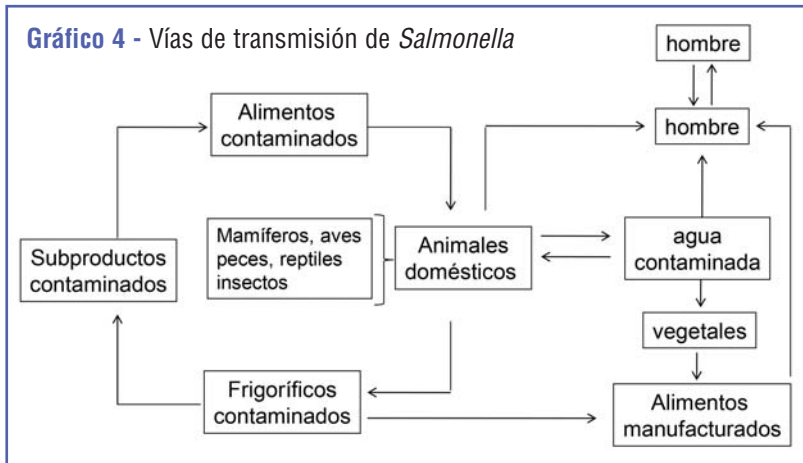 Gráfico 4 - Vías de transmisión de Salmonella
hombre
Alimentos
contaminados
hombre
Mamíferos, aves
peces, reptiles
insectos
Animales
domésticos
agua
contaminada
Subproductos
contaminados
vegetales
Frigoríficos
contaminados
Alimentos
manufacturados